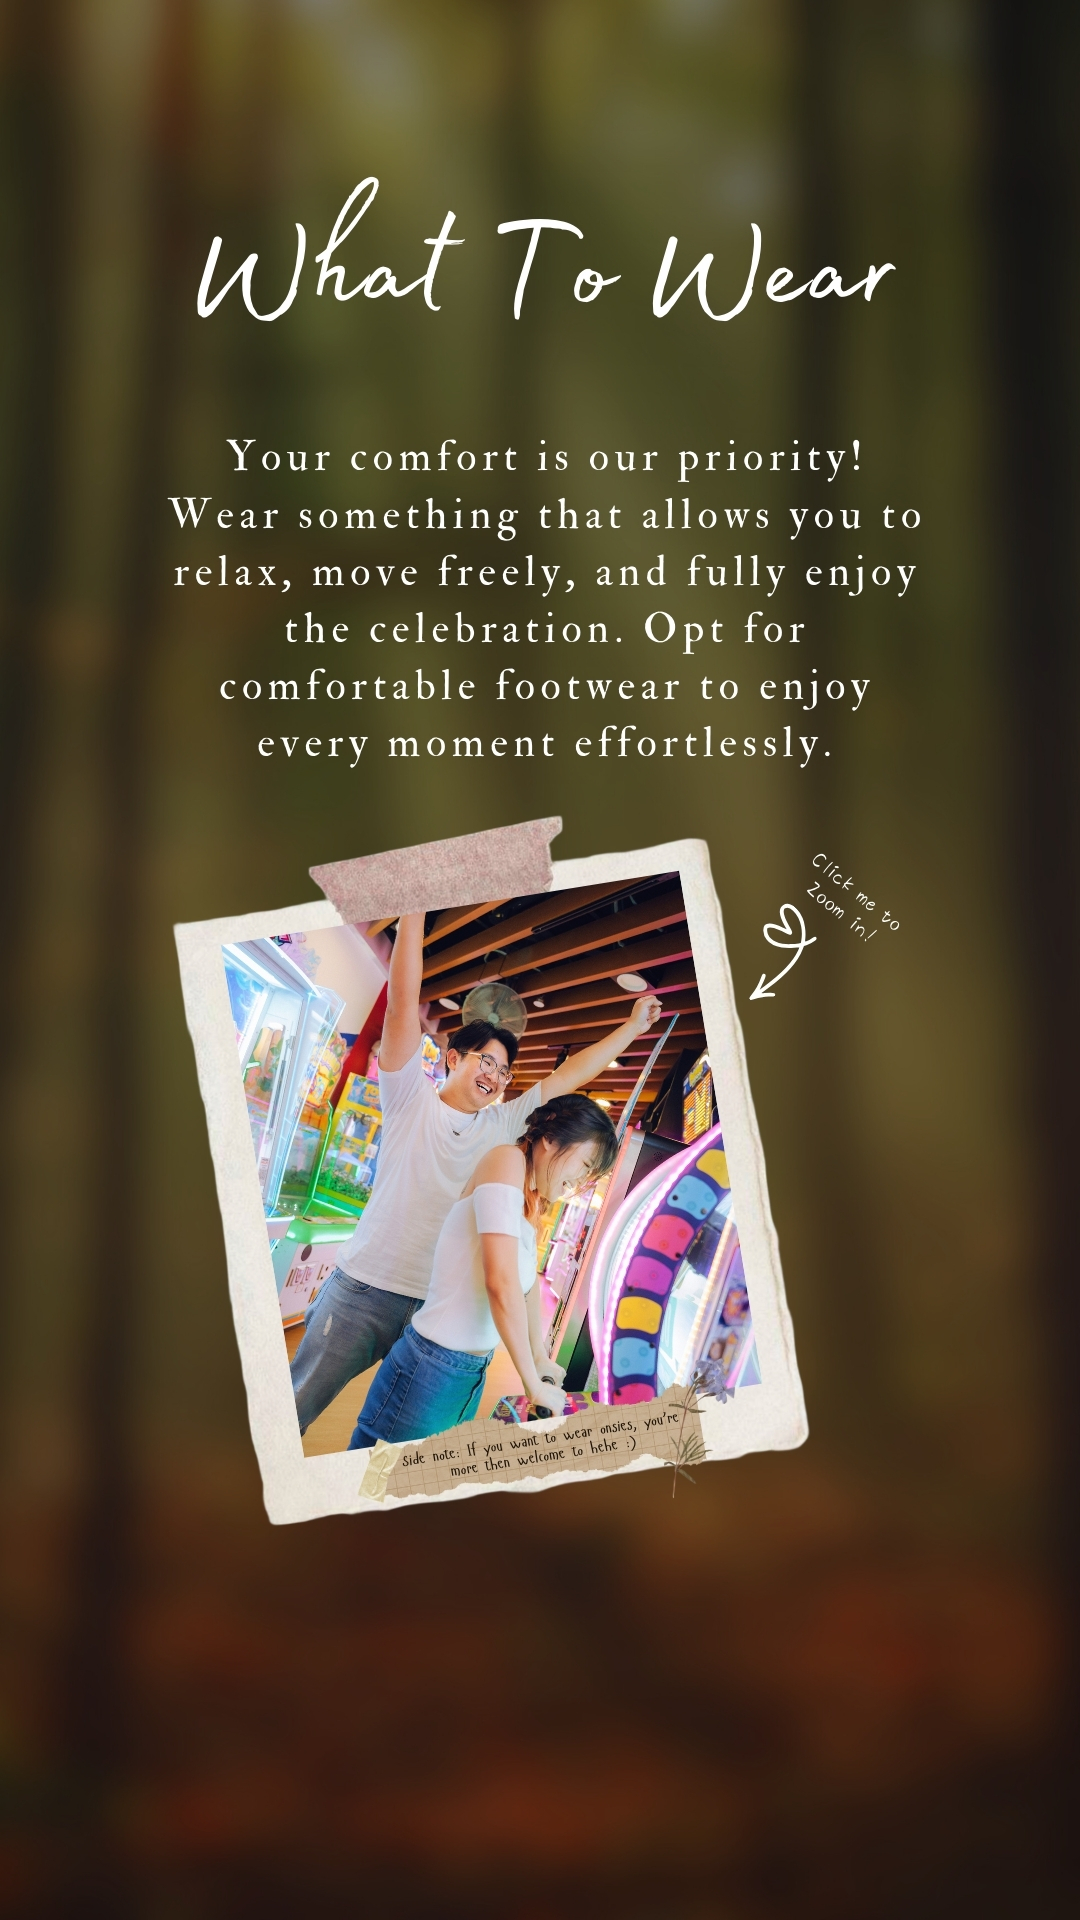 What To Wear
Your comfort is our priority!
Wear something that allows you to
relax, move freely, and fully enjoy
the celebration. Opt for
comfortable footwear to enjoy
every moment effortlessly.
Click me to
Zoom in!
Side note: If you want to wear onsies, you're
more then welcome to hehe :)